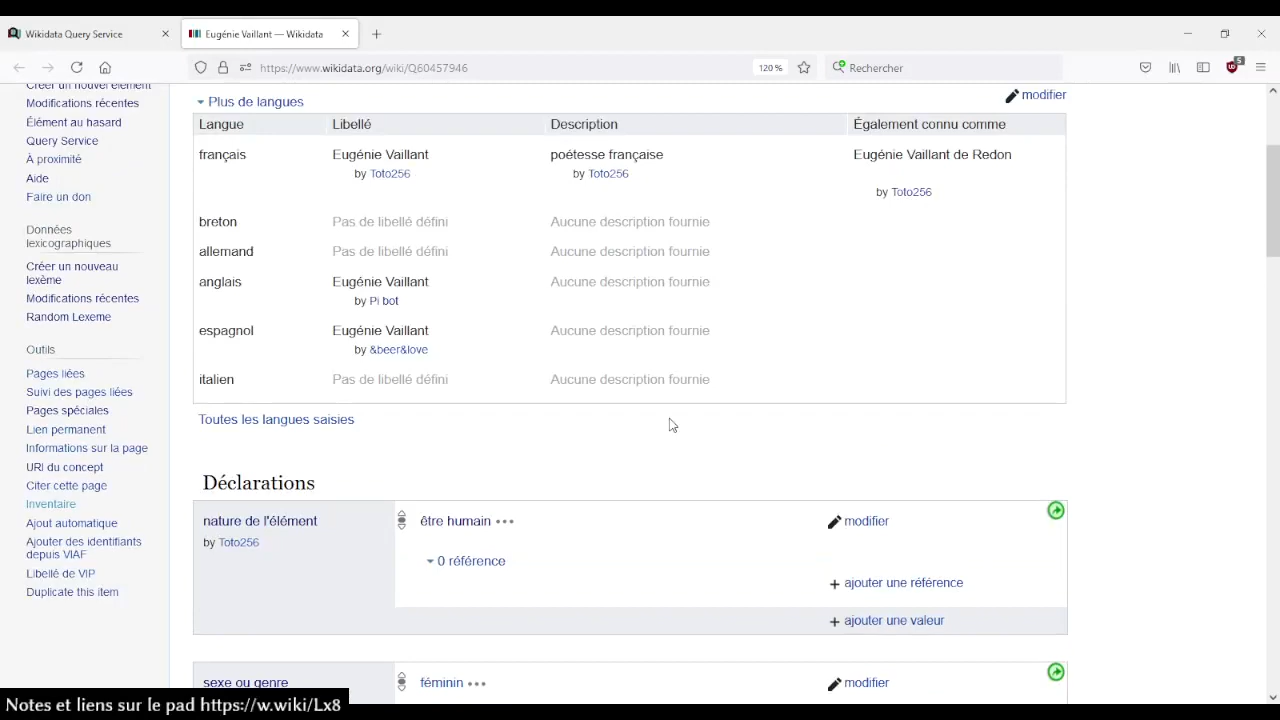 Wikidata Query Service
Eugénie Vaillant — Wikidata
https://www.wikidata.org/wiki/Q60457946
120 %
Rechercher
5
Créer un nouvel élément
Modifications récentes
Élément au hasard
Query Service
À proximité
Aide
Faire un don
Données
lexicographiques
Créer un nouveau
lexème
Modifications récentes
Random Lexeme
Outils
Pages liées
Suivi des pages liées
Pages spéciales
Lien permanent
Informations sur la page
URI du concept
Citer cette page
Inventaire
Ajout automatique
Ajouter des identifiants
depuis VIAF
Libellé de VIP
Duplicate this item
Plus de langues
modifier
Langue Libellé Description Également connu comme
français Eugénie Vaillant poétesse française Eugénie Vaillant de Redon
by Toto256 by Toto256
by Toto256
breton Pas de libellé défini Aucune description fournie
allemand Pas de libellé défini Aucune description fournie
anglais Eugénie Vaillant Aucune description fournie
by Pi bot
espagnol Eugénie Vaillant Aucune description fournie
by &beer&love
italien Pas de libellé défini Aucune description fournie
Toutes les langues saisies
Déclarations
nature de l'élément être humain modifier
by Toto256
0 référence
+ ajouter une référence
+ ajouter une valeur
sexe ou genre féminin modifier
Notes et liens sur le pad https://w.wiki/Lx8